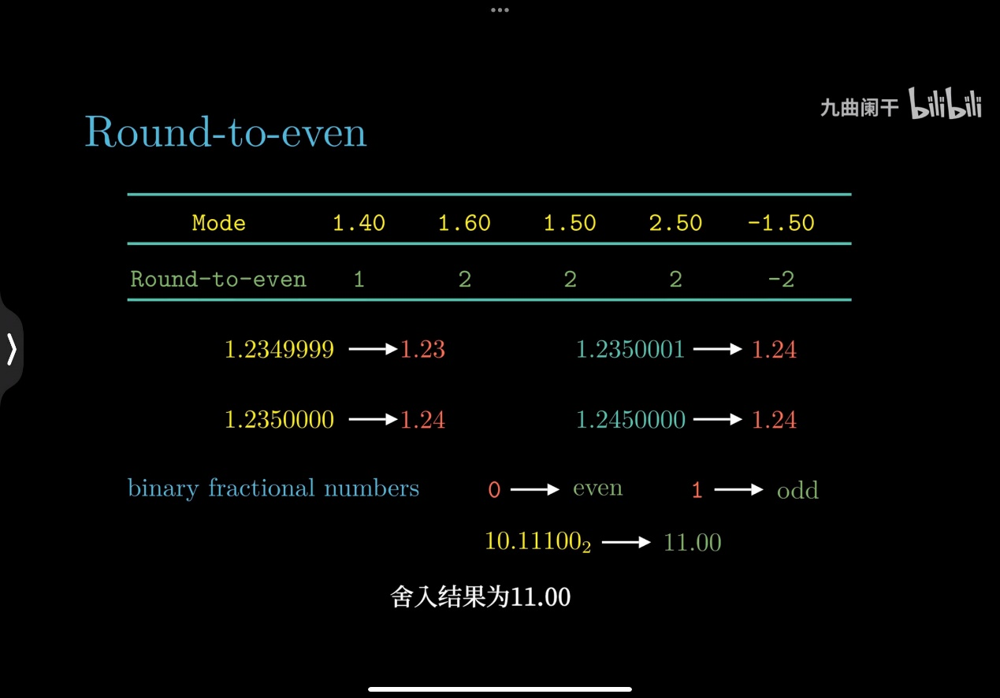 九曲阑干 bilibili
Round-to-even
Mode 1.40 1.60 1.50 2.50 -1.50
Round-to-even 1 2 2 2 -2
1.2349999 → 1.23 1.2350001 → 1.24
1.2350000 → 1.24 1.2450000 → 1.24
binary fractional numbers 0 → even 1 → odd
10.11100₂ → 11.00
舍入结果为11.00